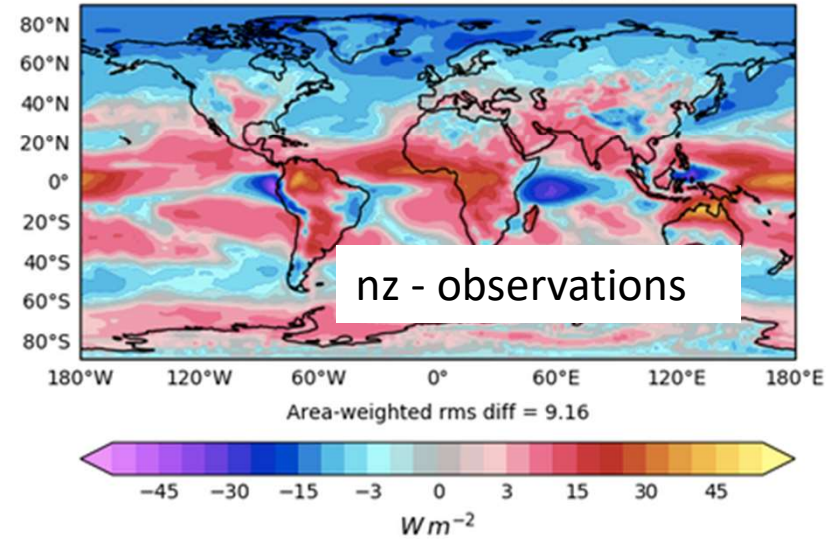 80°N
60°N
40°N
20°N
0°
20°S
40°S
60°S
80°S
nz - observations
180°W 120°W 60°W 0° 60°E 120°E 180°E
Area-weighted rms diff = 9.16
−45 −30 −15 −3 0 3 15 30 45
W m⁻²